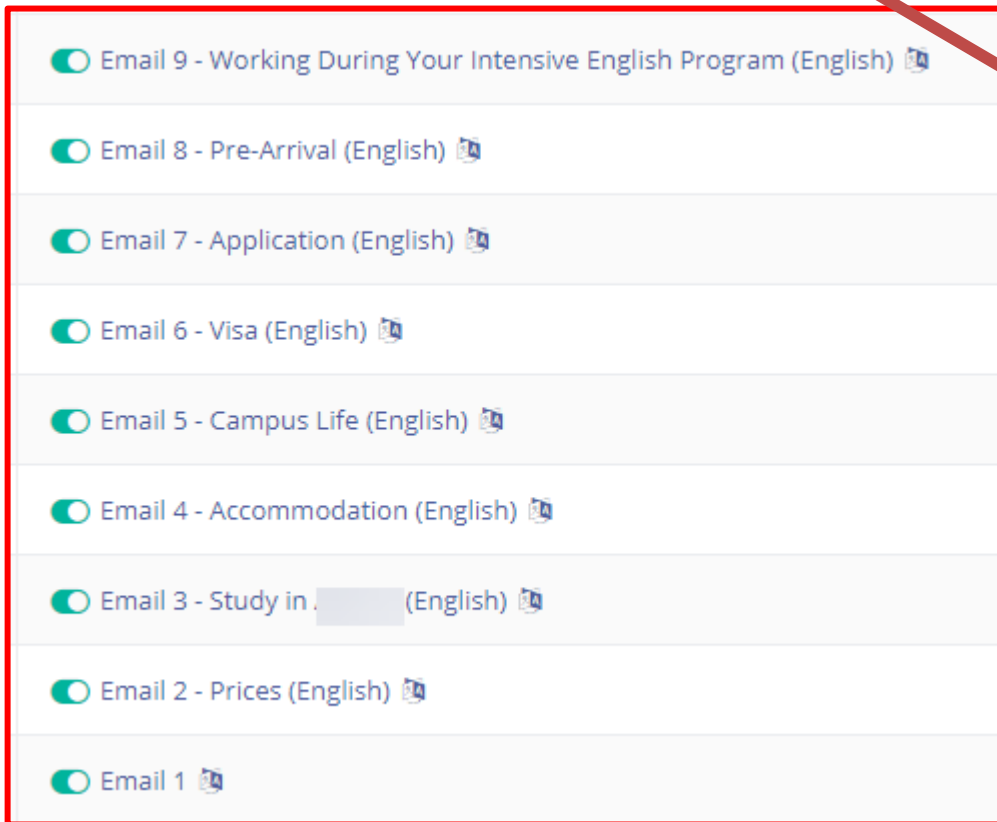 Email 9 - Working During Your Intensive English Program (English)
Email 8 - Pre-Arrival (English)
Email 7 - Application (English)
Email 6 - Visa (English)
Email 5 - Campus Life (English)
Email 4 - Accommodation (English)
Email 3 - Study in (English)
Email 2 - Prices (English)
Email 1